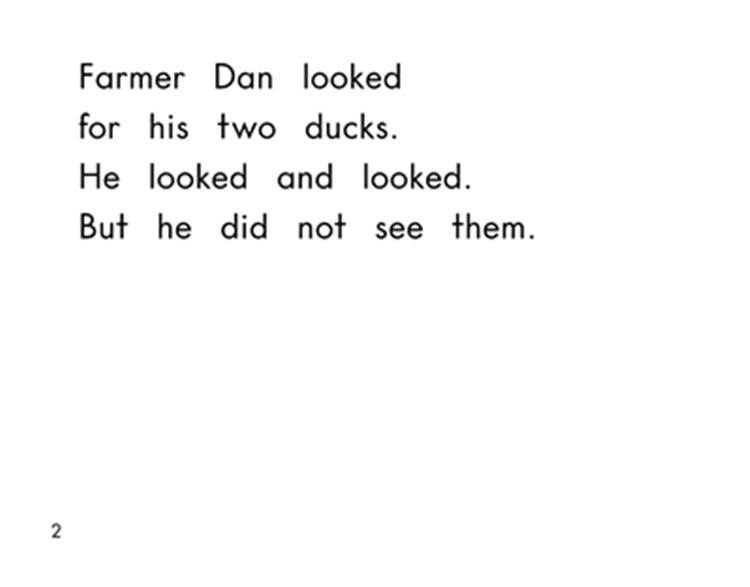 Farmer Dan looked
for his two ducks.
He looked and looked.
But he did not see them.
2